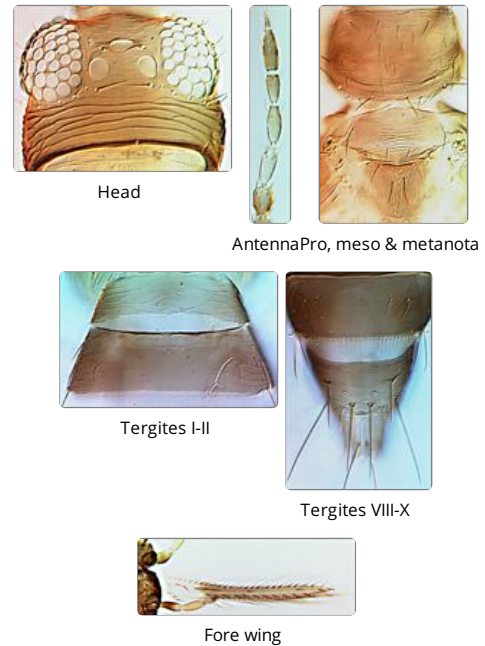 Head
AntennaPro, meso & metanota
Tergites I-II
Tergites VIII-X
Fore wing